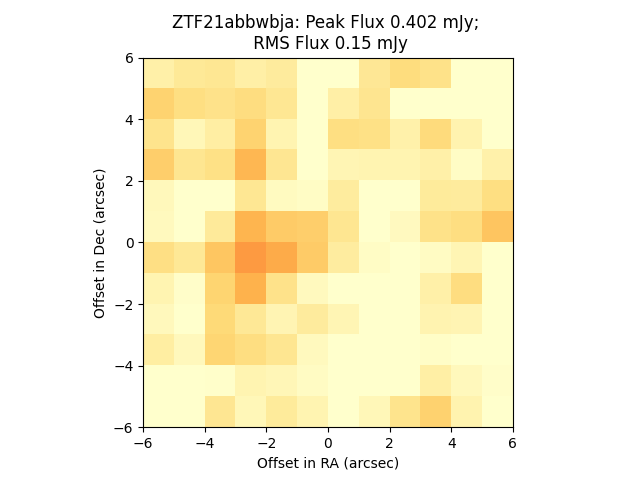 ZTF21abbwbja: Peak Flux 0.402 mJy;
RMS Flux 0.15 mJy
6
4
2
0
−2
−4
−6
Offset in Dec (arcsec)
−6 −4 −2 0 2 4 6
Offset in RA (arcsec)